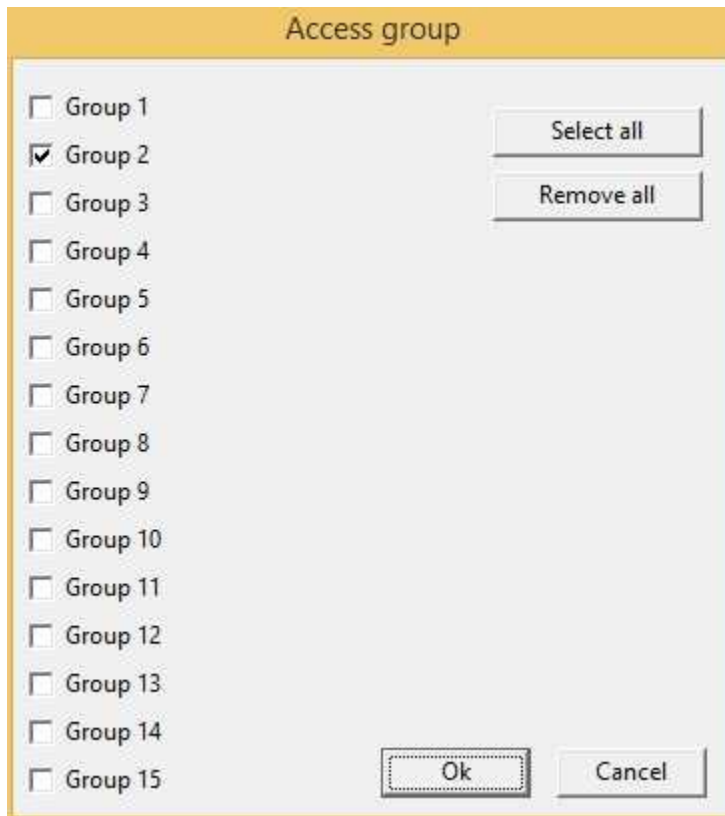 Access group
Group 1
Group 2
Group 3
Group 4
Group 5
Group 6
Group 7
Group 8
Group 9
Group 10
Group 11
Group 12
Group 13
Group 14
Group 15
Select all
Remove all
Ok
Cancel